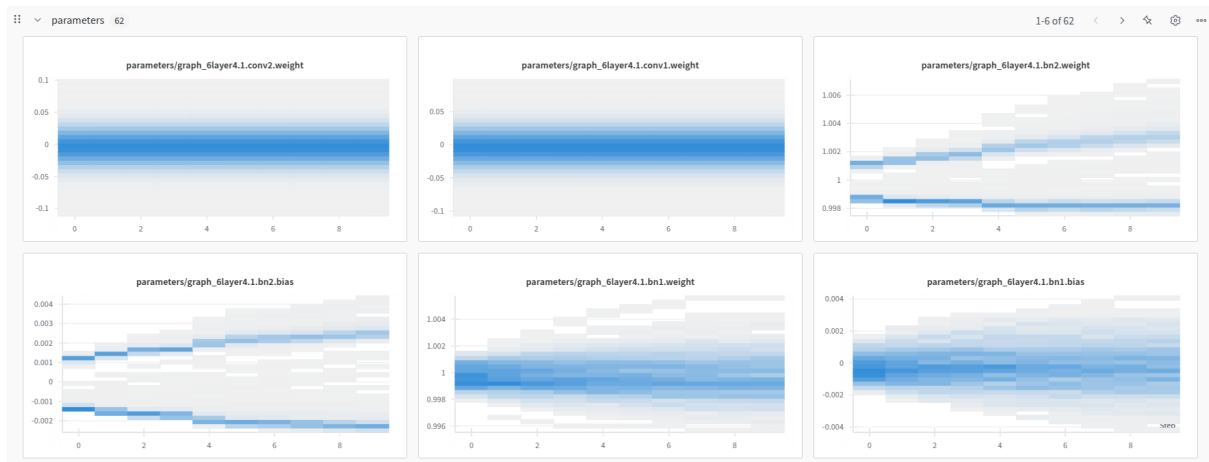 parameters 62
1-6 of 62
parameters/graph_6layer4.1.conv2.weight
0.1
0.05
0
-0.05
-0.1
0 2 4 6 8
parameters/graph_6layer4.1.conv1.weight
0.05
0
-0.05
-0.1
0 2 4 6 8
parameters/graph_6layer4.1.bn2.weight
1.006
1.004
1.002
1
0.998
0 2 4 6 8
parameters/graph_6layer4.1.bn2.bias
0.004
0.003
0.002
0.001
0
-0.001
-0.002
0 2 4 6 8
parameters/graph_6layer4.1.bn1.weight
1.004
1.002
1
0.998
0.996
0 2 4 6 8
parameters/graph_6layer4.1.bn1.bias
0.004
0.002
0
-0.002
-0.004
Step
0 2 4 6 8